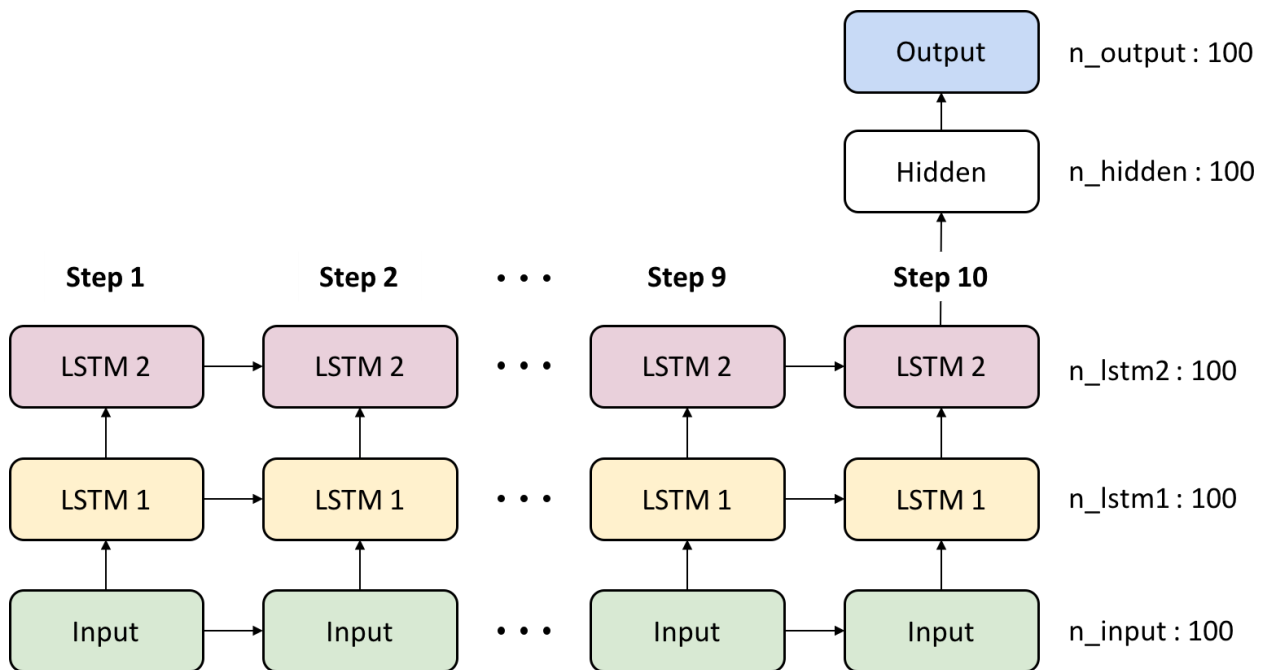 Output n_output : 100
Hidden n_hidden : 100
Step 1 Step 2 • • • Step 9 Step 10
LSTM 2 LSTM 2 • • • LSTM 2 LSTM 2 n_lstm2 : 100
LSTM 1 LSTM 1 • • • LSTM 1 LSTM 1 n_lstm1 : 100
Input Input • • • Input Input n_input : 100